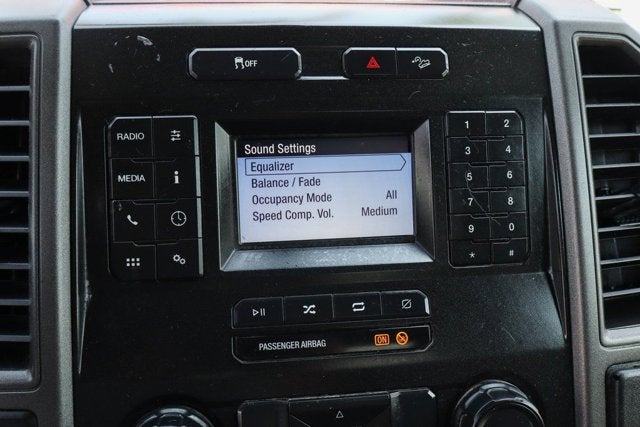 OFF
RADIO
MEDIA
i
Sound Settings
Equalizer
Balance / Fade
Occupancy Mode All
Speed Comp. Vol. Medium
1 2
3 4
5 6
7 8
9 0
* #
PASSENGER AIRBAG ON